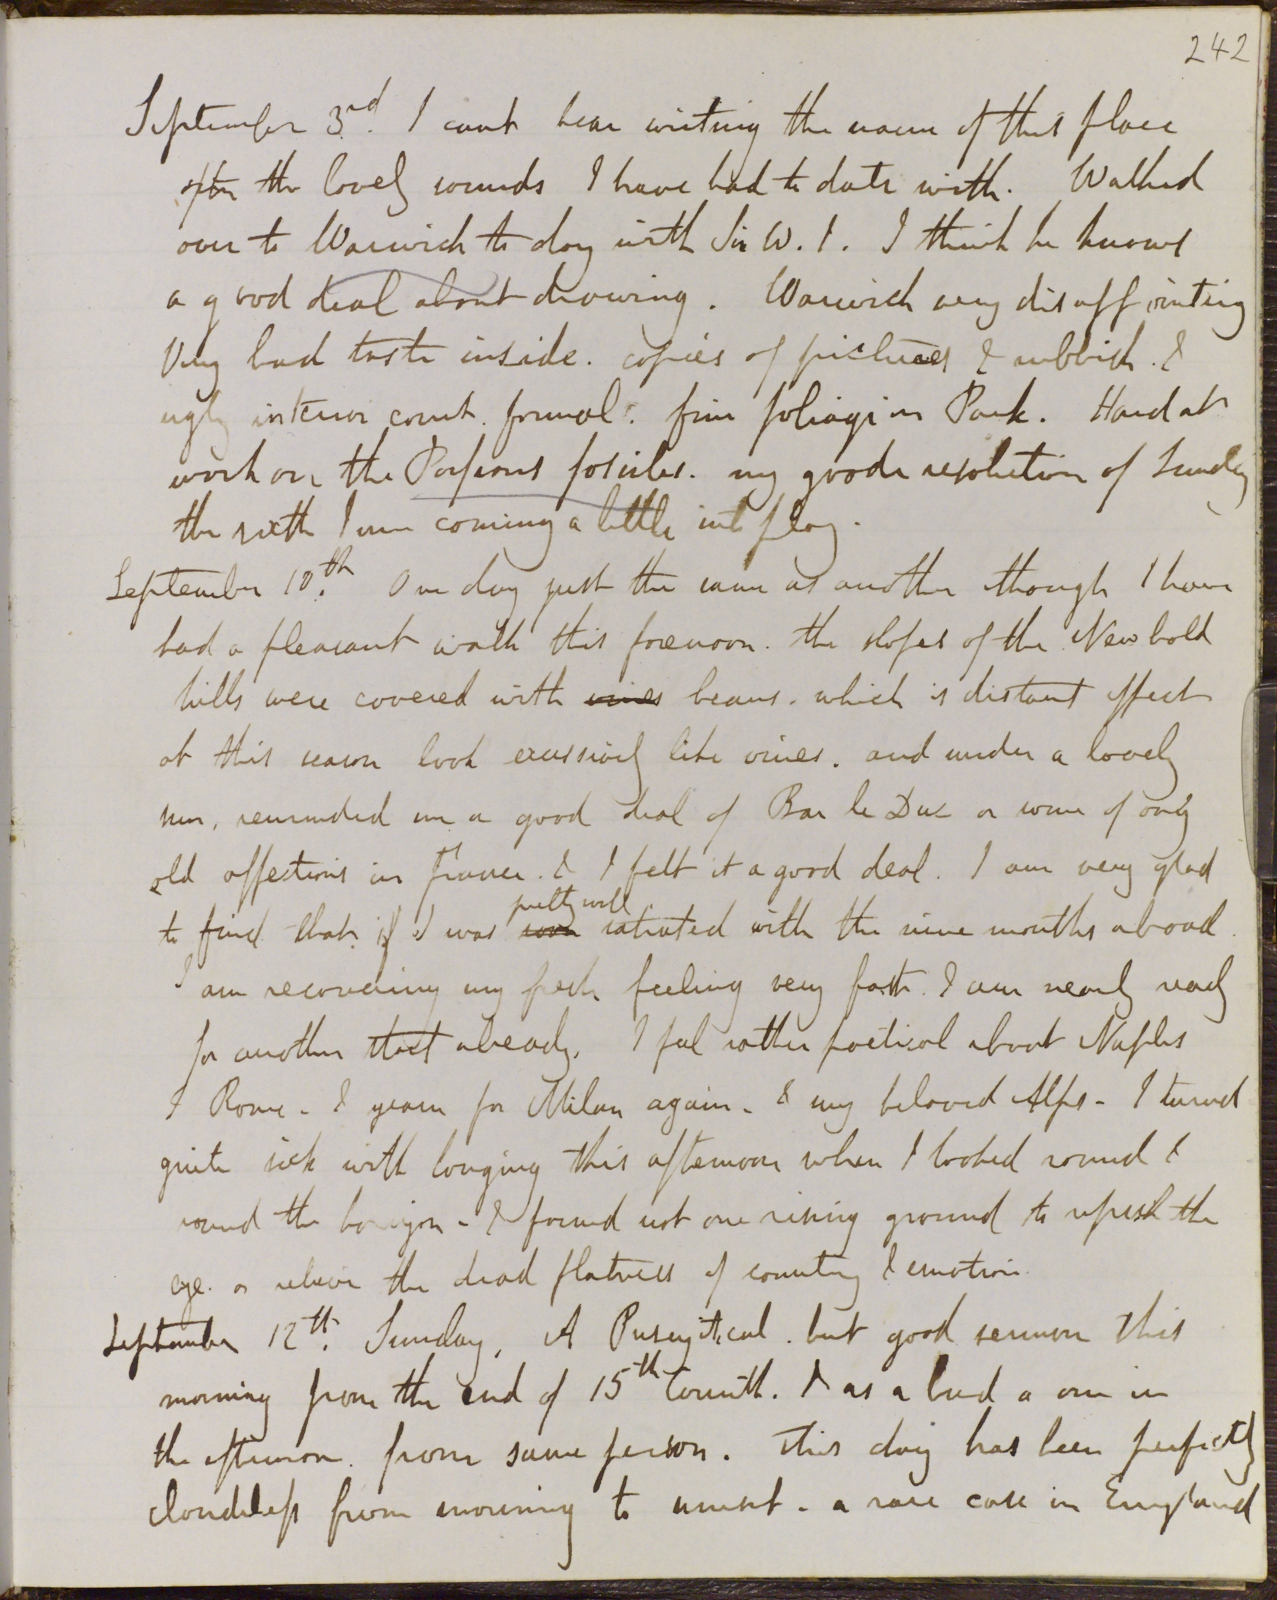 242
September 3rd. I cant bear writing the name of this place
after the lovely sounds I have had to date with. Walked
over to Warwick to day with Sir W. J. I think he knows
a good deal about drawing. Warwick very disappointing
Very bad taste inside. copies of pictures & rubbish. &
ugly interior court. formal. fine foliage in Park. Hard at
work on the fossiles. my good resolution of Sunday
the sixth I am coming a little into play.
September 10th. One day just the same as another though I have
had a pleasant walk this forenoon. the slopes of the Newbold
hills were covered with vines beans. which is distant effect
at this season look excessively like vines. and under a lovely
sun, reminded me a good deal of Bar le Duc or some of my
old affections in France. & I felt it a good deal. I am very glad
to find that if I was soon pretty well satiated with the nine months abroad.
I am recovering my fresh feeling very fast. I am nearly ready
for another start already. I feel rather poetical about Naples
& Rome - & yearn for Milan again - & my beloved Alps - I turned
quite sick with longing this afternoon when I looked round &
round the horizon - & found not one rising ground to refresh the
eye. or relieve the dead flatness of country & emotion.
September 12th. Sunday, A Puseyitical. but good sermon this
morning from the end of 15th Corinth. & as a bad a one in
the afternoon. from same person. This day has been perfectly
cloudless from morning to sunset - a rare case in England